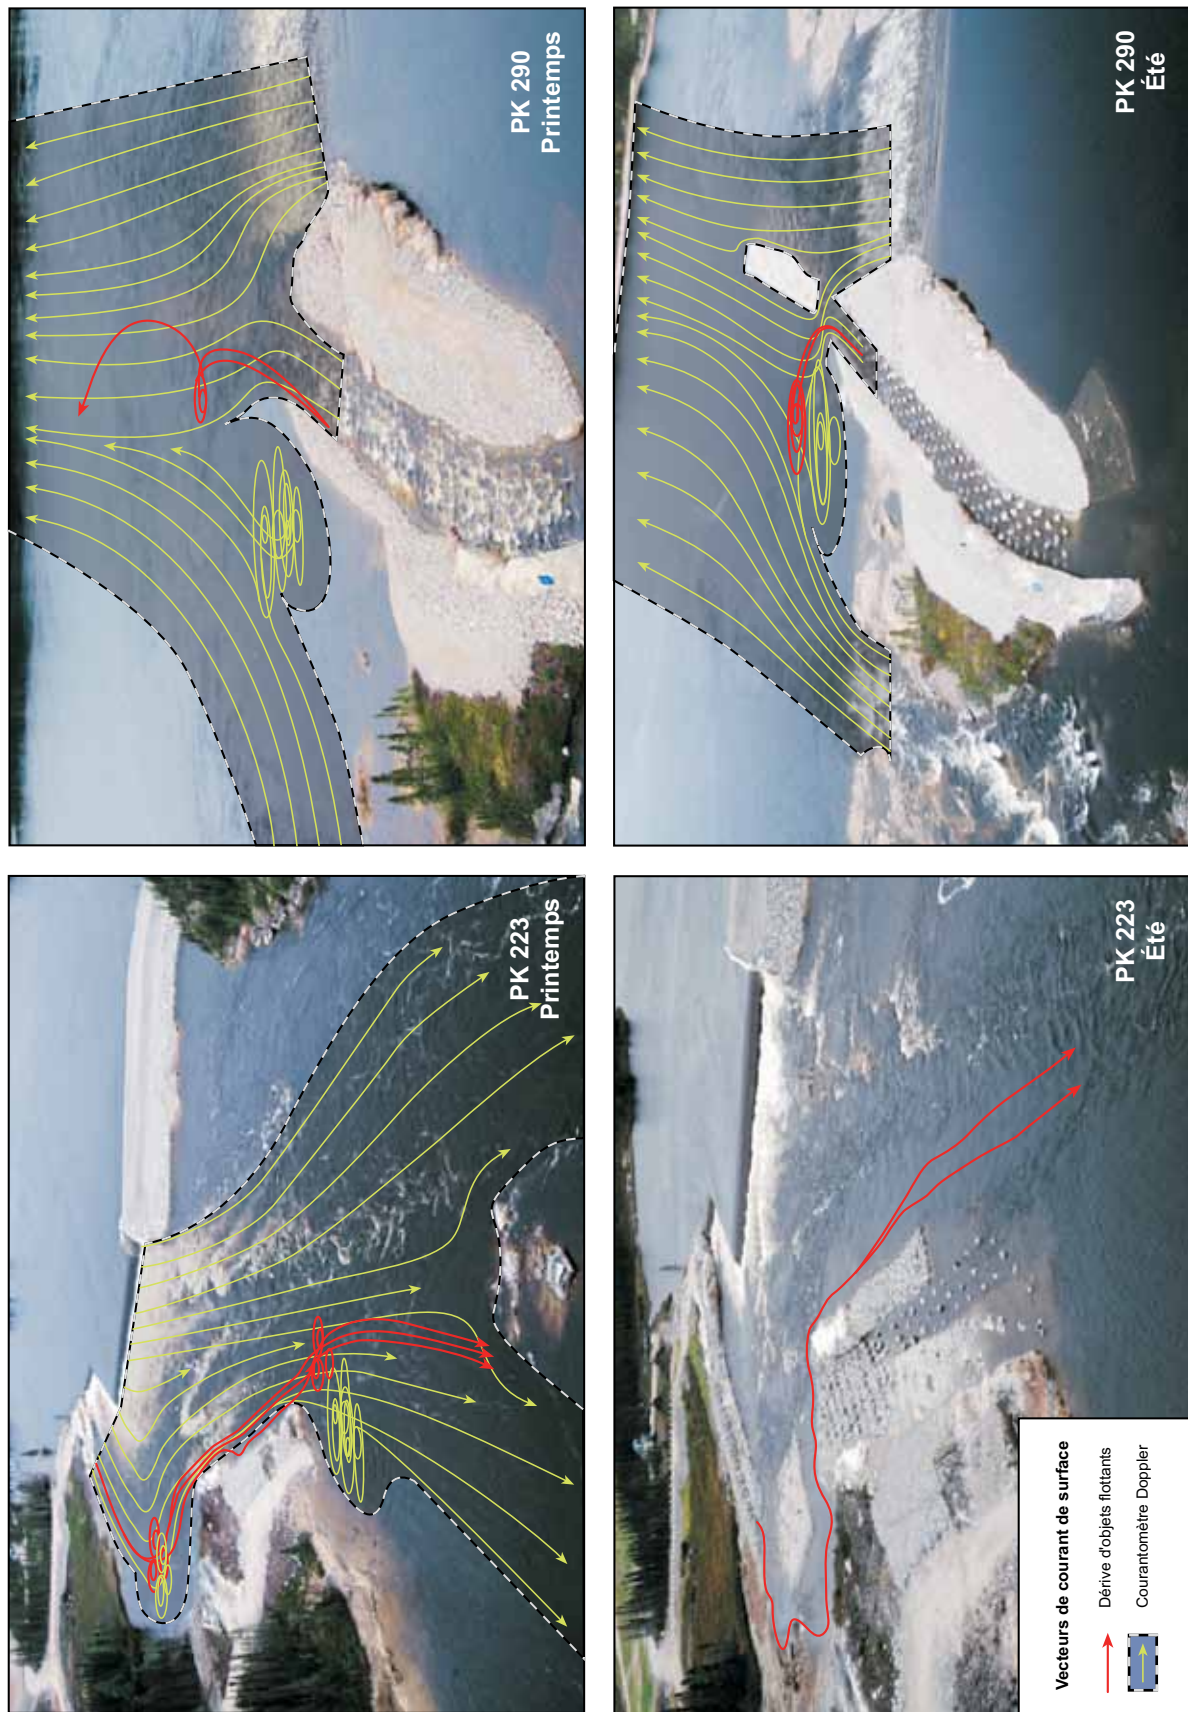 PK 223
Printemps
PK 290
Printemps
PK 223
Été
PK 290
Été
Vecteurs de courant de surface
Dérive d'objets flottants
Courantomètre Doppler